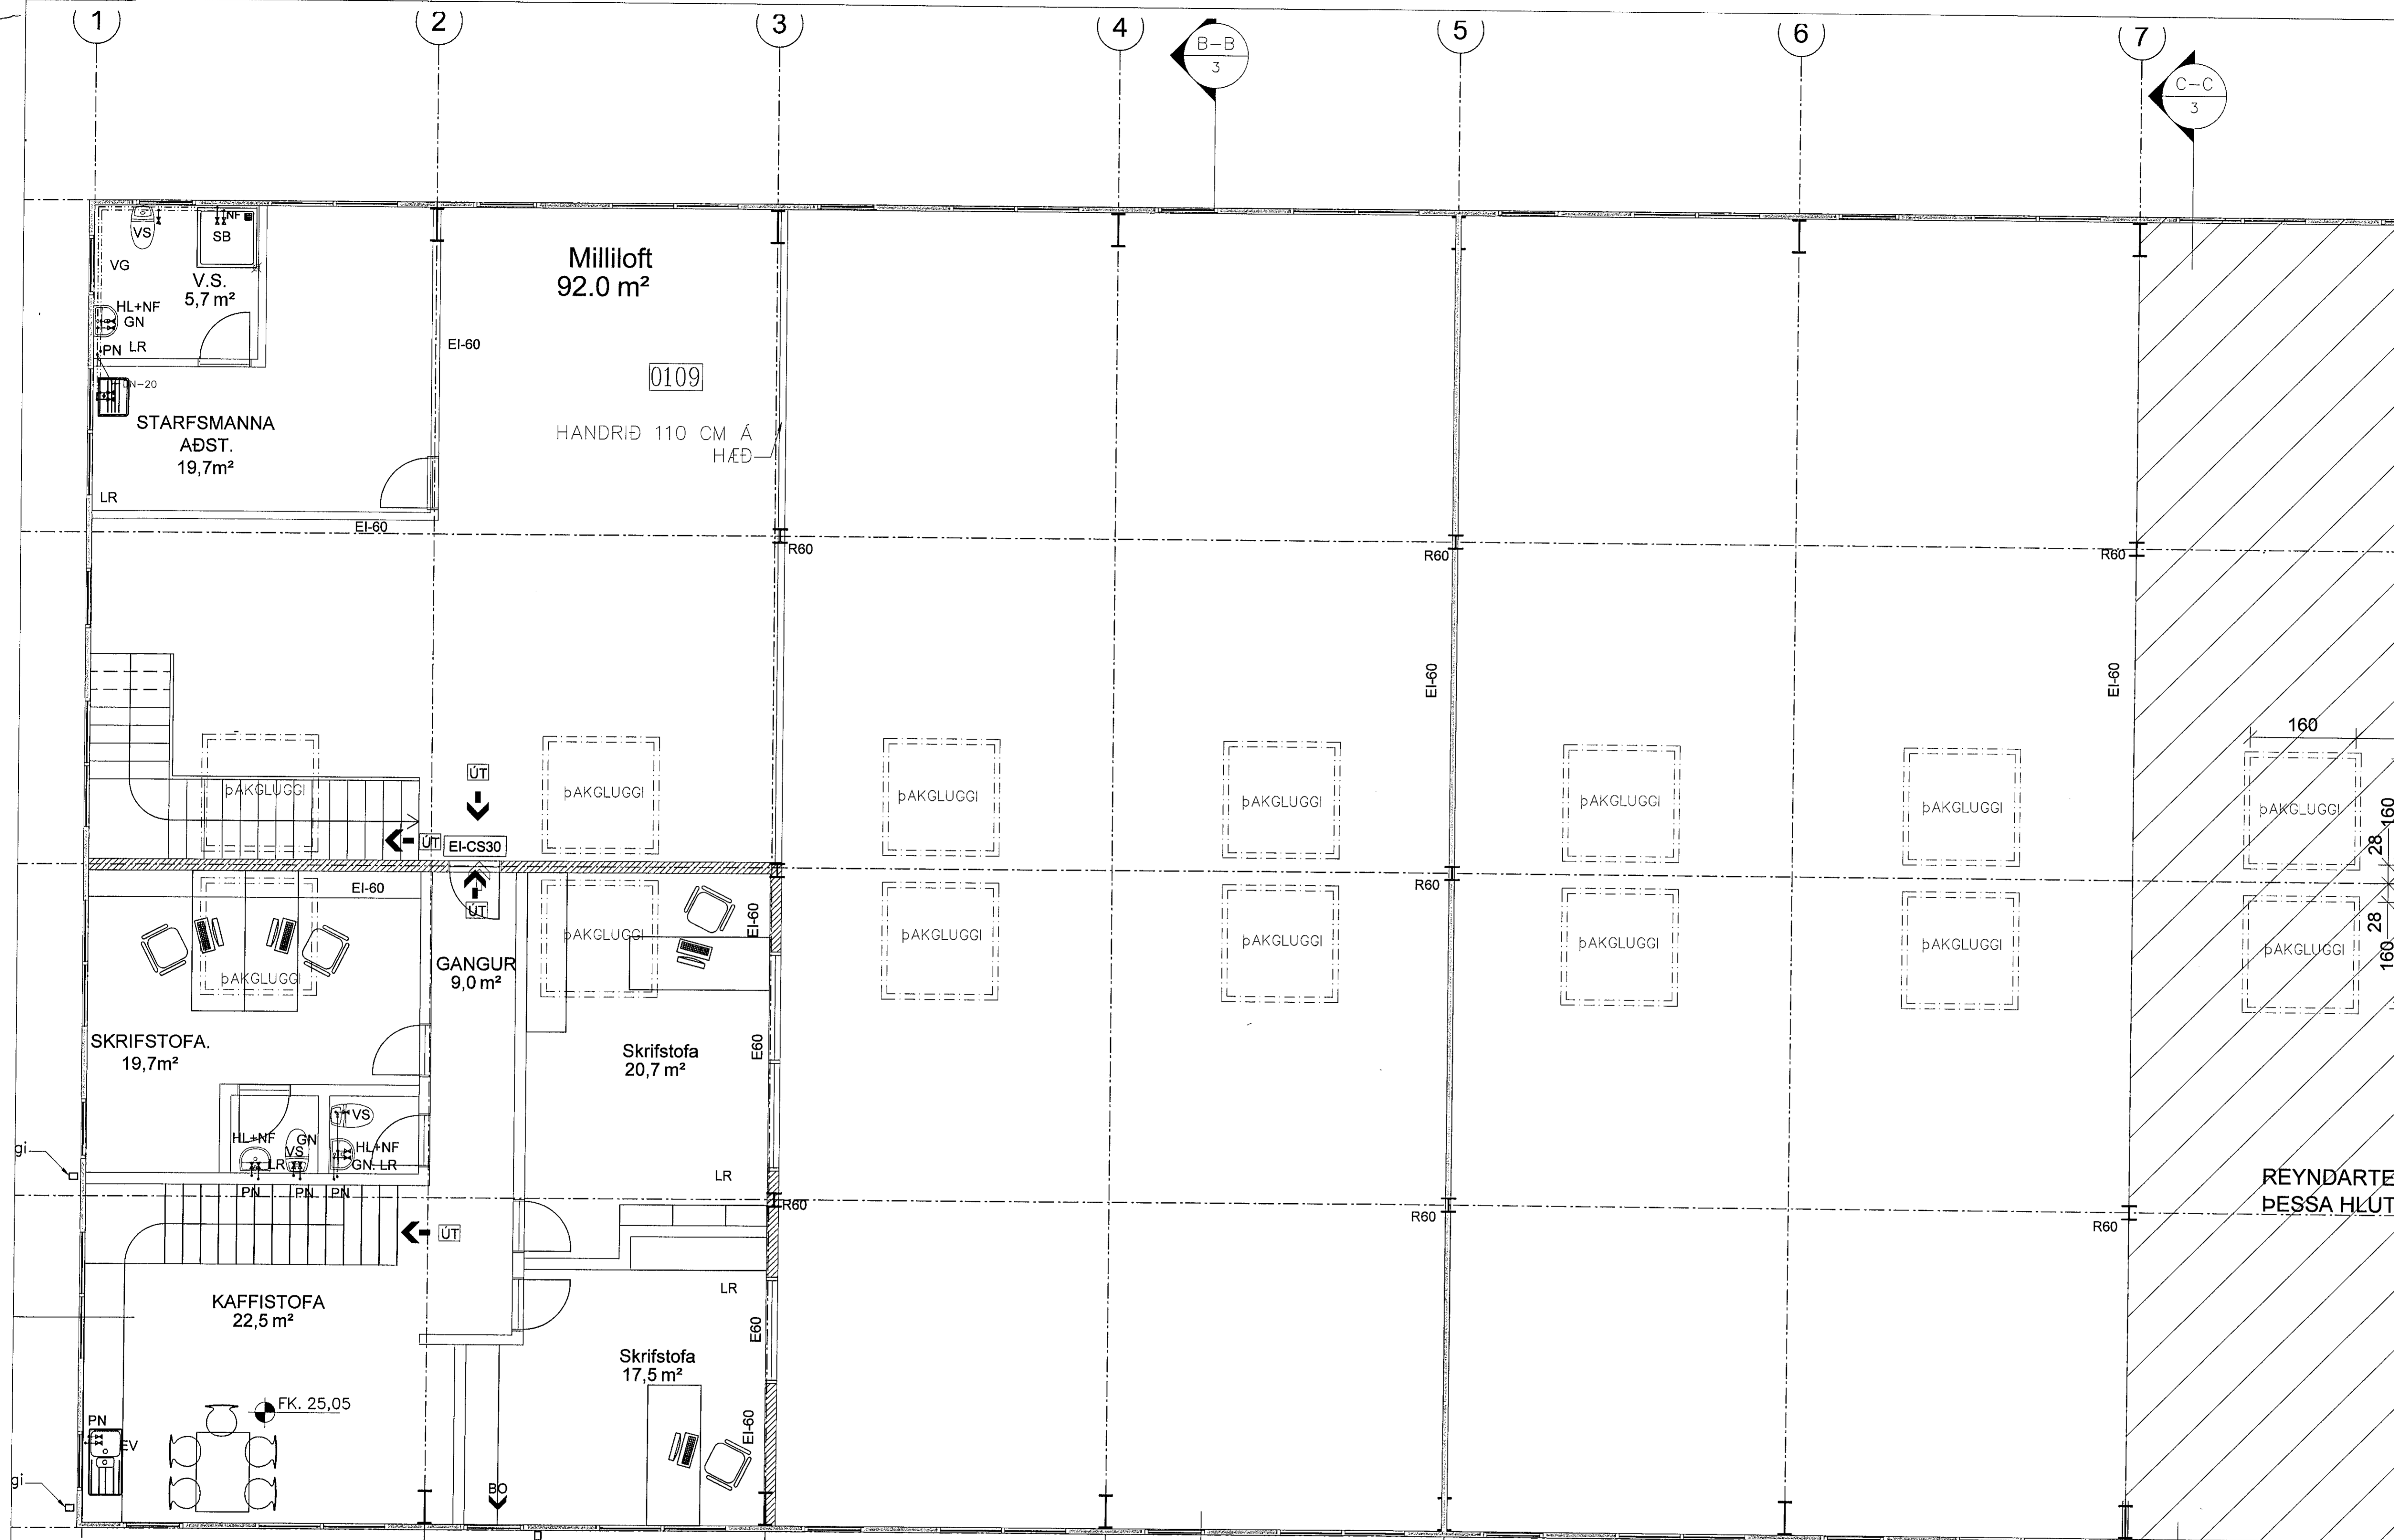 1
2
3
4
5
6
7
B-B
3
C-C
3
VS
NF
SB
VG
V.S.
5,7 m²
HL+NF
GN
PN
LR
DN-20
STARFSMANNA
AÐST.
19,7m²
LR
EI-60
EI-60
Milliloft
92.0 m²
0109
HANDRIÐ 110 CM Á
HÆÐ
R60
R60
R60
EI-60
EI-60
ÞAKGLUGGI
ÞAKGLUGGI
ÞAKGLUGGI
ÞAKGLUGGI
ÞAKGLUGGI
ÞAKGLUGGI
ÞAKGLUGGI
160
160
28
28
160
ÚT
ÚT
EI-CS30
ÚT
EI-60
R60
EI-60
ÞAKGLUGGI
ÞAKGLUGGI
ÞAKGLUGGI
ÞAKGLUGGI
ÞAKGLUGGI
ÞAKGLUGGI
ÞAKGLUGGI
GANGUR
9,0 m²
SKRIFSTOFA.
19,7m²
Skrifstofa
20,7 m²
E60
VS
HL+NF
GN
VS
LR
HL+NF
GN. LR
PN
PN
PN
gi
LR
R60
R60
R60
REYNDARTE
ÞESSA HLUT
ÚT
KAFFISTOFA
22,5 m²
LR
E60
Skrifstofa
17,5 m²
EI-60
FK. 25,05
PN
EV
BO
gi